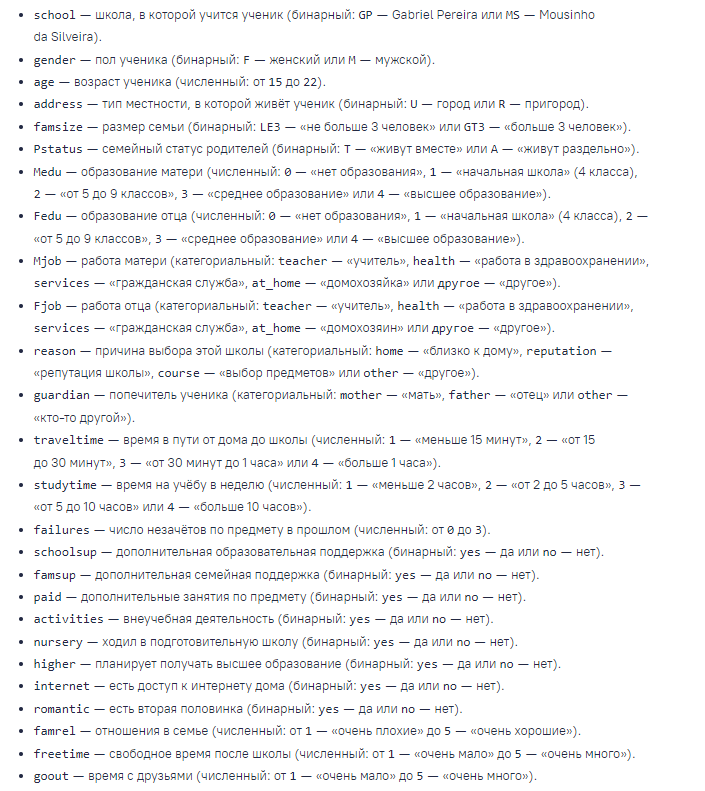 • school — школа, в которой учится ученик (бинарный: GP — Gabriel Pereira или MS — Mousinho
da Silveira).
• gender — пол ученика (бинарный: F — женский или M — мужской).
• age — возраст ученика (численный: от 15 до 22).
• address — тип местности, в которой живёт ученик (бинарный: U — город или R — пригород).
• famsize — размер семьи (бинарный: LE3 — «не больше 3 человек» или GT3 — «больше 3 человек»).
• Pstatus — семейный статус родителей (бинарный: T — «живут вместе» или A — «живут раздельно»).
• Medu — образование матери (численный: 0 — «нет образования», 1 — «начальная школа» (4 класса),
2 — «от 5 до 9 классов», 3 — «среднее образование» или 4 — «высшее образование»).
• Fedu — образование отца (численный: 0 — «нет образования», 1 — «начальная школа» (4 класса), 2 —
«от 5 до 9 классов», 3 — «среднее образование» или 4 — «высшее образование»).
• Mjob — работа матери (категориальный: teacher — «учитель», health — «работа в здравоохранении»,
services — «гражданская служба», at_home — «домохозяйка» или другое — «другое»).
• Fjob — работа отца (категориальный: teacher — «учитель», health — «работа в здравоохранении»,
services — «гражданская служба», at_home — «домохозяин» или другое — «другое»).
• reason — причина выбора этой школы (категориальный: home — «близко к дому», reputation —
«репутация школы», course — «выбор предметов» или other — «другое»).
• guardian — попечитель ученика (категориальный: mother — «мать», father — «отец» или other —
«кто-то другой»).
• traveltime — время в пути от дома до школы (численный: 1 — «меньше 15 минут», 2 — «от 15
до 30 минут», 3 — «от 30 минут до 1 часа» или 4 — «больше 1 часа»).
• studytime — время на учёбу в неделю (численный: 1 — «меньше 2 часов», 2 — «от 2 до 5 часов», 3 —
«от 5 до 10 часов» или 4 — «больше 10 часов»).
• failures — число незачётов по предмету в прошлом (численный: от 0 до 3).
• schoolsup — дополнительная образовательная поддержка (бинарный: yes — да или no — нет).
• famsup — дополнительная семейная поддержка (бинарный: yes — да или no — нет).
• paid — дополнительные занятия по предмету (бинарный: yes — да или no — нет).
• activities — внеучебная деятельность (бинарный: yes — да или no — нет).
• nursery — ходил в подготовительную школу (бинарный: yes — да или no — нет).
• higher — планирует получать высшее образование (бинарный: yes — да или no — нет).
• internet — есть доступ к интернету дома (бинарный: yes — да или no — нет).
• romantic — есть вторая половинка (бинарный: yes — да или no — нет).
• famrel — отношения в семье (численный: от 1 — «очень плохие» до 5 — «очень хорошие»).
• freetime — свободное время после школы (численный: от 1 — «очень мало» до 5 — «очень много»).
• goout — время с друзьями (численный: от 1 — «очень мало» до 5 — «очень много»).